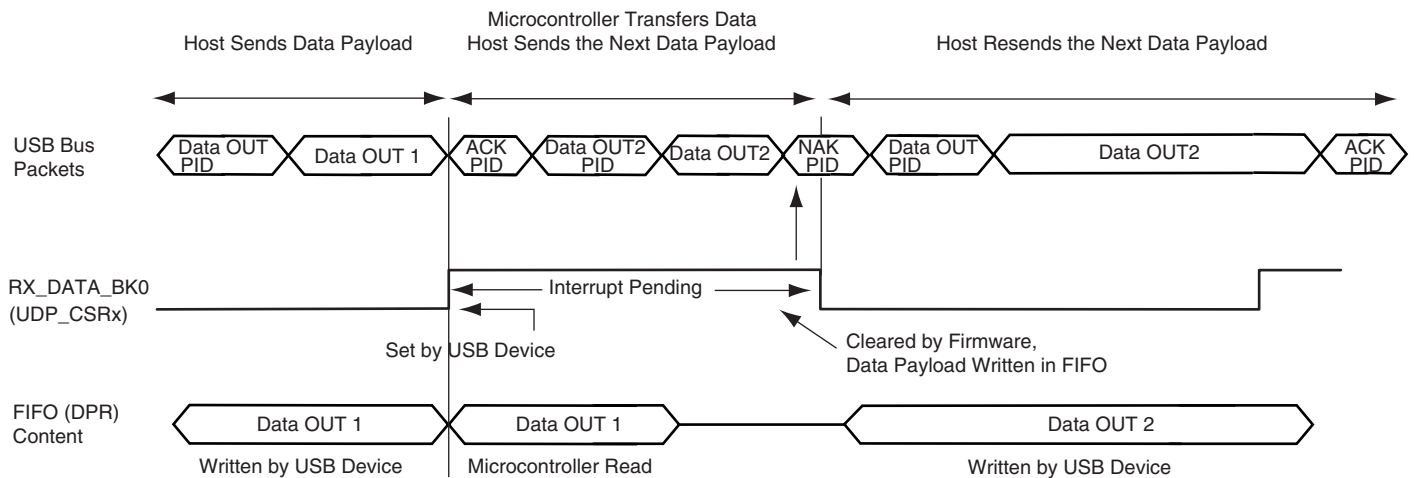 Host Sends Data Payload
Microcontroller Transfers Data
Host Sends the Next Data Payload
Host Resends the Next Data Payload
USB Bus
Packets
Data OUT
PID
Data OUT 1
ACK
PID
Data OUT2
PID
Data OUT2
NAK
PID
Data OUT
PID
Data OUT2
ACK
PID
RX_DATA_BK0
(UDP_CSRx)
Interrupt Pending
Set by USB Device
Cleared by Firmware,
Data Payload Written in FIFO
FIFO (DPR)
Content
Data OUT 1
Data OUT 1
Data OUT 2
Written by USB Device
Microcontroller Read
Written by USB Device